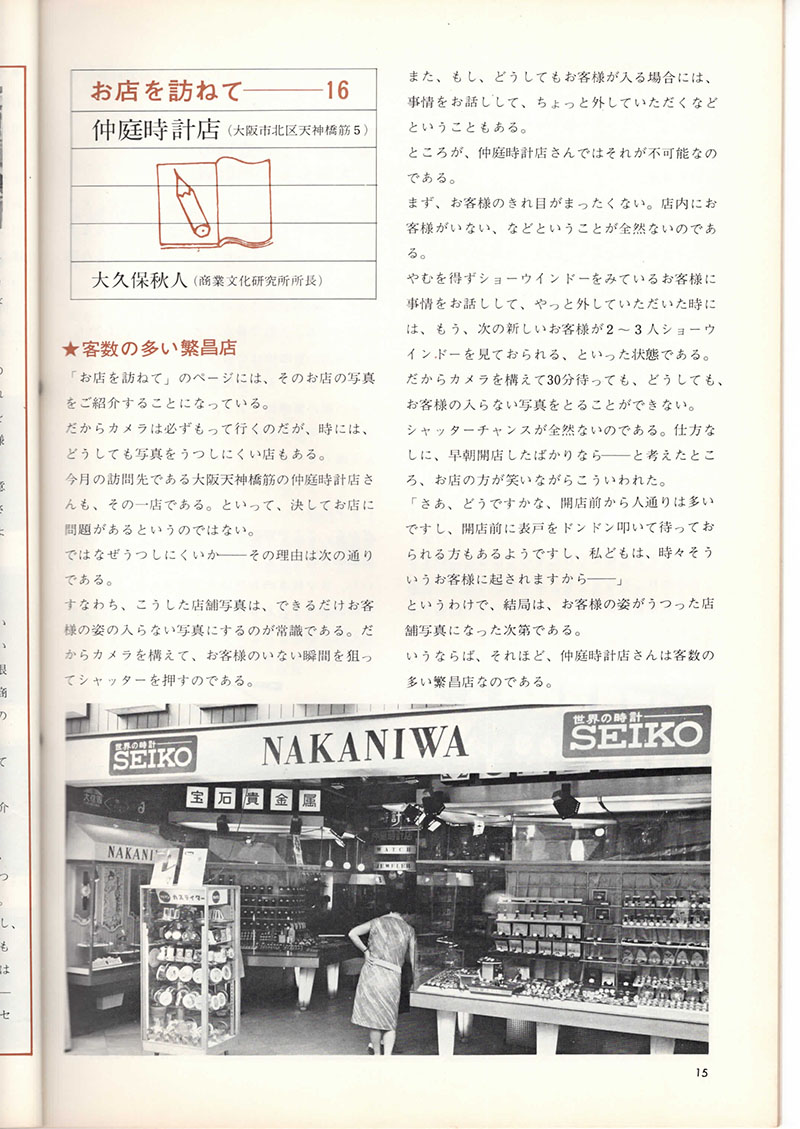 お店を訪ねて――16
仲庭時計店(大阪市北区天神橋筋5)
大久保秋人(商業文化研究所所長)
★客数の多い繁昌店
「お店を訪ねて」のページには、そのお店の写真
をご紹介することになっている。
だからカメラは必ずもって行くのだが、時には、
どうしても写真をうつしにくい店もある。
今月の訪問先である大阪天神橋筋の仲庭時計店さ
んも、その一店である。といって、決してお店に
問題があるというのではない。
ではなぜうつしにくいか――その理由は次の通り
である。
すなわち、こうした店舗写真は、できるだけお客
様の姿の入らない写真にするのが常識である。だ
からカメラを構えて、お客様のいない瞬間を狙っ
てシャッターを押すのである。
また、もし、どうしてもお客様が入る場合には、
事情をお話しして、ちょっと外していただくなど
ということもある。
ところが、仲庭時計店さんではそれが不可能なの
である。
まず、お客様のきれ目がまったくない。店内にお
客様がいない、などということが全然ないのであ
る。
やむを得ずショーウインドーをみているお客様に
事情をお話しして、やっと外していただいた時に
は、もう、次の新しいお客様が2～3人ショーウ
インドーを見ておられる、といった状態である。
だからカメラを構えて30分待っても、どうしても、
お客様の入らない写真をとることができない。
シャッターチャンスが全然ないのである。仕方な
しに、早朝開店したばかりなら――と考えたとこ
ろ、お店の方が笑いながらこういわれた。
「さあ、どうですかな、開店前から人通りは多い
ですし、開店前に表戸をドンドン叩いて待ってお
られる方もあるようですし、私どもは、時々そう
いうお客様に起されますから――」
というわけで、結局は、お客様の姿がうつった店
舗写真になった次第である。
いうならば、それほど、仲庭時計店さんは客数の
多い繁昌店なのである。
世界の時計
SEIKO
NAKANIWA
世界の時計
SEIKO
宝石貴金属
NAKANI
WATCH
JEWELER
ガスライター
15